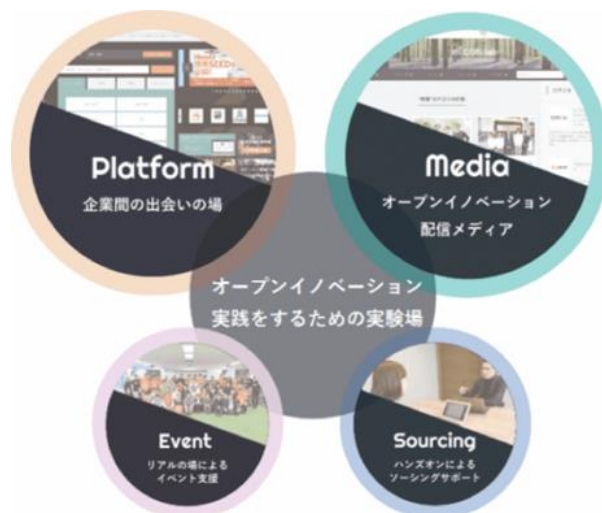 Platform
企業間の出会いの場
Media
オープンイノベーション
配信メディア
オープンイノベーション
実践をするための実験場
Event
リアルの場による
イベント支援
Sourcing
ハンズオンによる
ソーシングサポート